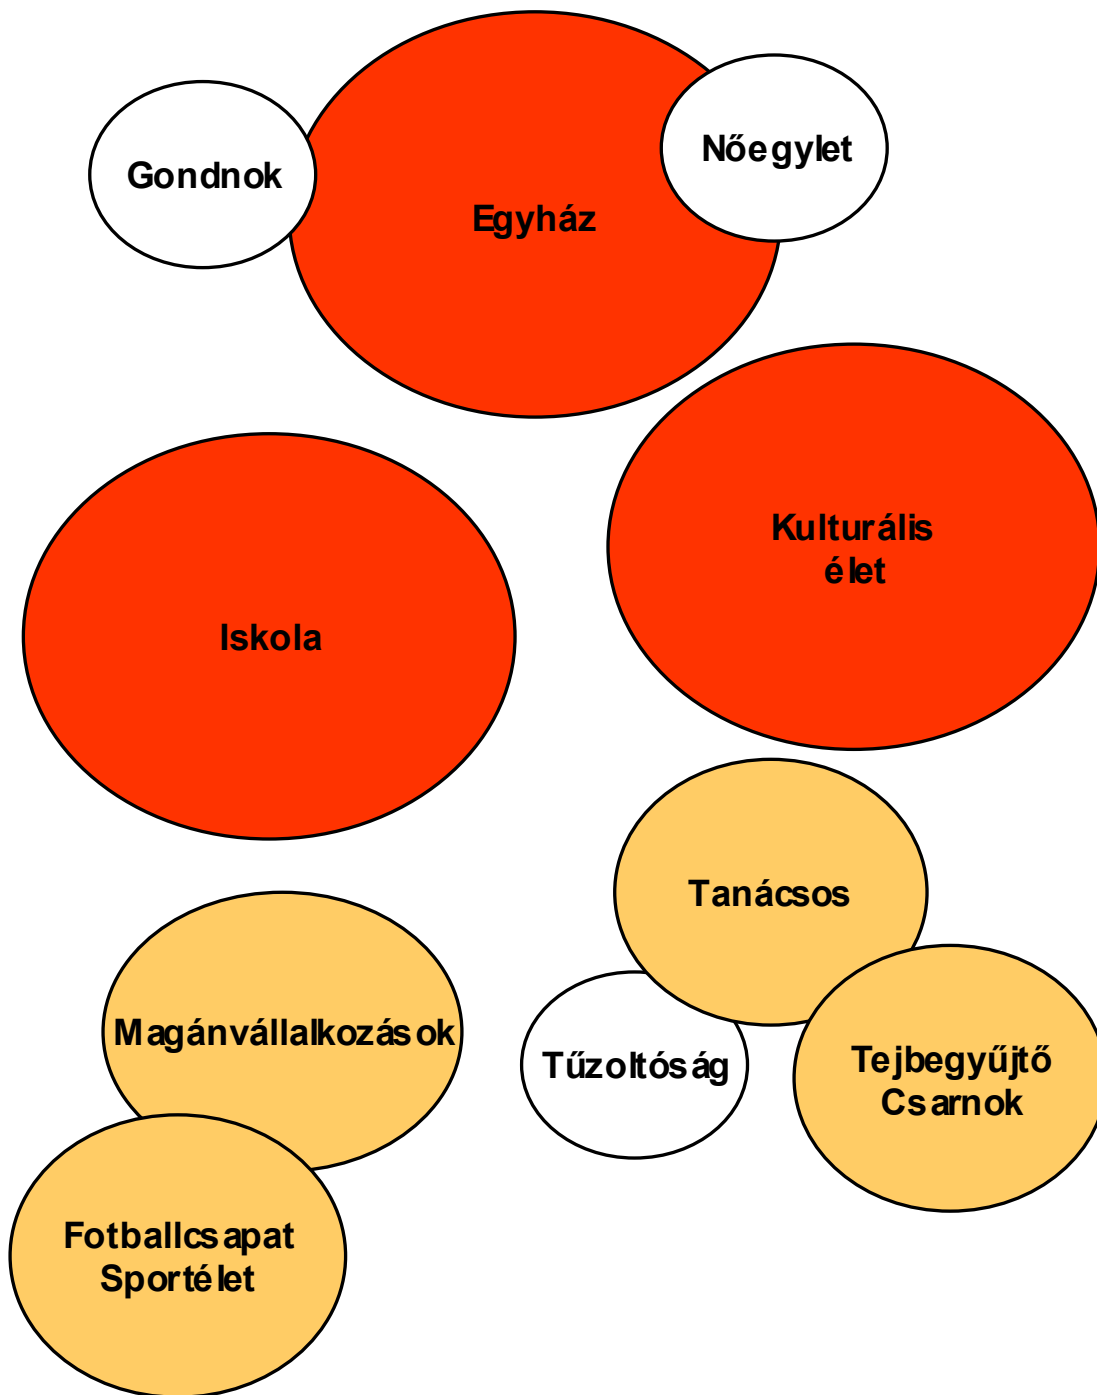 Nőegylet
Gondnok
Egyház
Kulturális
élet
Iskola
Tanácsos
Magánvállalkozások
Tűzoltóság
Tejbegyűjtő
Csarnok
Fotballcsapat
Sportélet